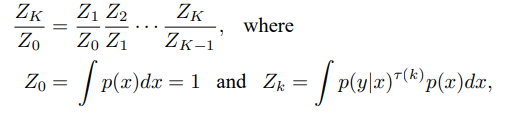 Z_K / Z_0 = Z_1 / Z_0 Z_2 / Z_1 ⋯ Z_K / Z_{K−1}, where
Z_0 = ∫ p(x)dx = 1 and Z_k = ∫ p(y|x)^{τ(k)} p(x)dx,